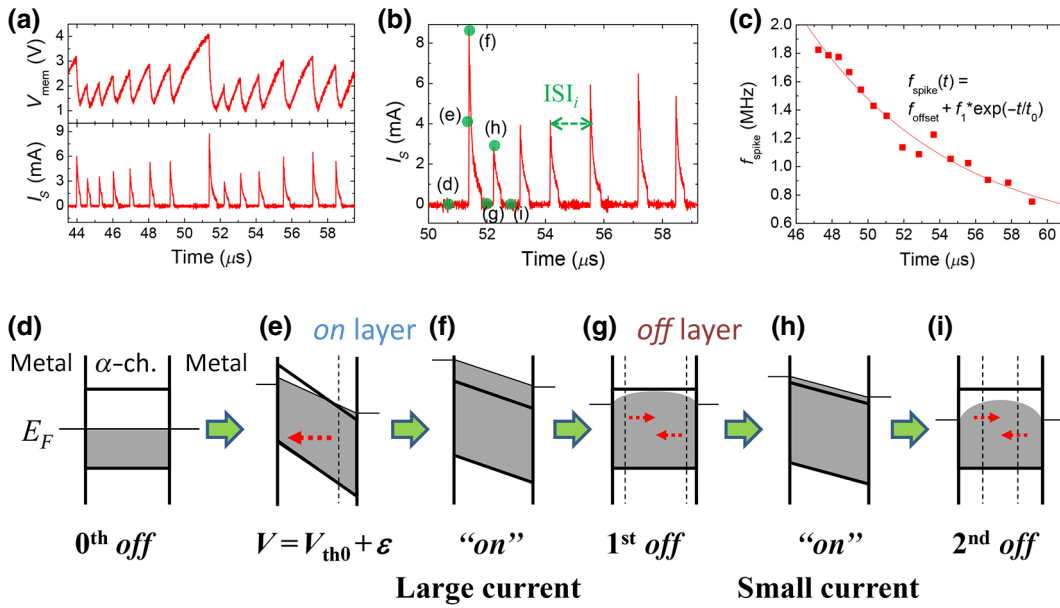 (a)
V_mem (V)
4
3
2
1
0
I_S (mA)
9
6
3
0
44 46 48 50 52 54 56 58
Time (μs)
(b)
I_S (mA)
8
6
4
2
0
(f)
(e)
(h)
(d)
(g)
(i)
ISI_i
50 52 54 56 58
Time (μs)
(c)
f_spike (MHz)
2.0
1.8
1.6
1.4
1.2
1.0
0.8
f_spike(t) =
f_offset + f_1*exp(−t/t_0)
46 48 50 52 54 56 58 60
Time (μs)
(d) (e) on layer (f) (g) off layer (h) (i)
Metal α-ch. Metal
E_F
0th off V = V_th0 + ε “on” 1st off “on” 2nd off
Large current Small current